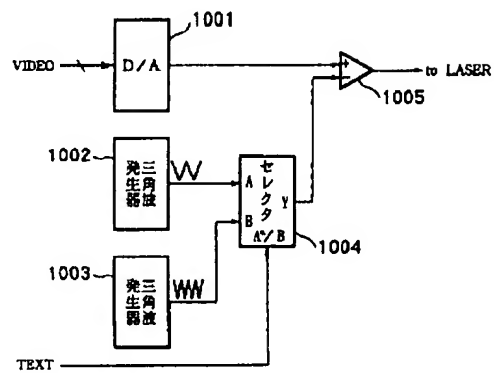 1001
VIDEO
D/A
+
−
to LASER
1005
1002
三角波
発生器
セレクタ
A
B
Y
A*/B
1004
1003
三角波
発生器
TEXT